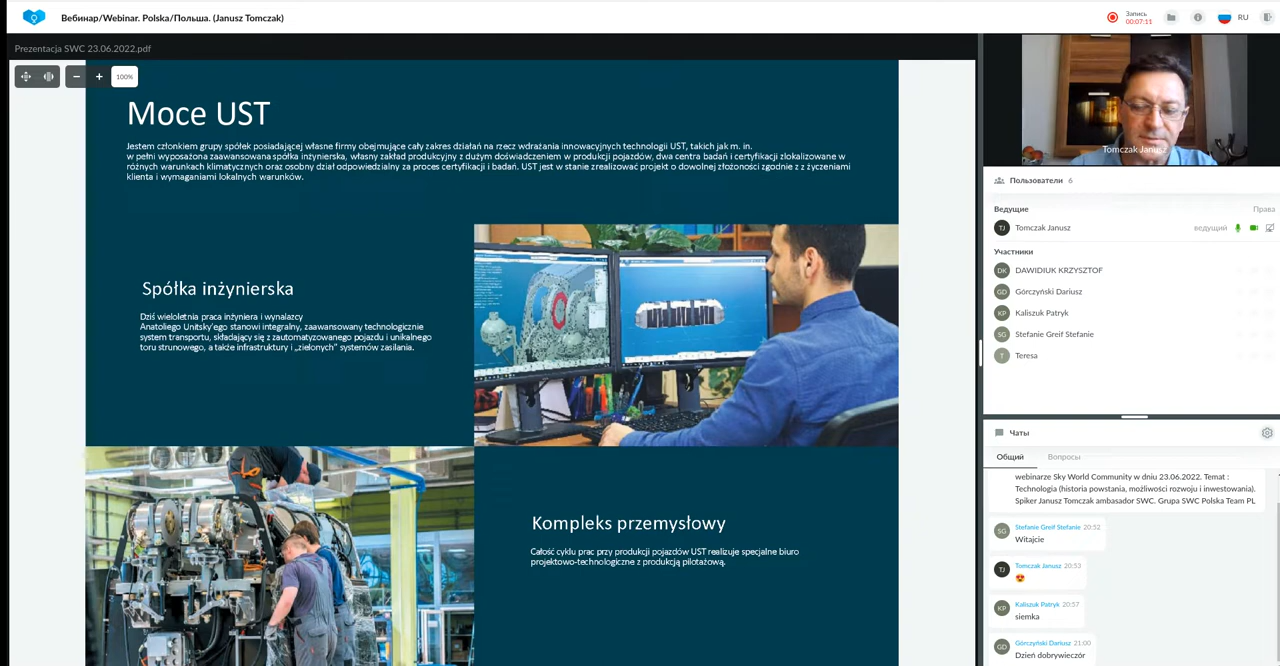 Вебинар/Webinar. Polska/Польша. (Janusz Tomczak)
Запись
00:07:11
RU
Prezentacja SWC 23.06.2022.pdf
100%
Moce UST
Jestem członkiem grupy spółek posiadającej własne firmy obejmujące cały zakres działań na rzecz wdrażania innowacyjnych technologii UST, takich jak m. in.
w pełni wyposażona zaawansowana spółka inżynierska, własny zakład produkcyjny z dużym doświadczeniem w produkcji pojazdów, dwa centra badań i certyfikacji zlokalizowane w
różnych warunkach klimatycznych oraz osobny dział odpowiedzialny za proces certyfikacji i badań. UST jest w stanie zrealizować projekt o dowolnej złożoności zgodnie z z życzeniami
klienta i wymaganiami lokalnych warunków.
Spółka inżynierska
Dziś wieloletnia praca inżyniera i wynalazcy
Anatoliego Unitsky'ego stanowi integralny, zaawansowany technologicznie
system transportu, składający się z zautomatyzowanego pojazdu i unikalnego
toru strunowego, a także infrastruktury i „zielonych” systemów zasilania.
Kompleks przemysłowy
Całość cyklu prac przy produkcji pojazdów UST realizuje specjalne biuro
projektowo-technologiczne z produkcją pilotażową.
Tomczak Janusz
Пользователи 6
Ведущие Права
TJ Tomczak Janusz ведущий
Участники
DK DAWIDIUK KRZYSZTOF
GD Górczyński Dariusz
KP Kaliszuk Patryk
SG Stefanie Greif Stefanie
T Teresa
Чаты
Общий Вопросы
webinarze Sky World Community w dniu 23.06.2022. Temat :
Technologia (historia powstania, możliwości rozwoju i inwestowania).
Spiker Janusz Tomczak ambasador SWC. Grupa SWC Polska Team PL
SG Stefanie Greif Stefanie 20:52
Witajcie
TJ Tomczak Janusz 20:53
😍
KP Kaliszuk Patryk 20:57
siemka
GD Górczyński Dariusz 21:00
Dzień dobrywieczór